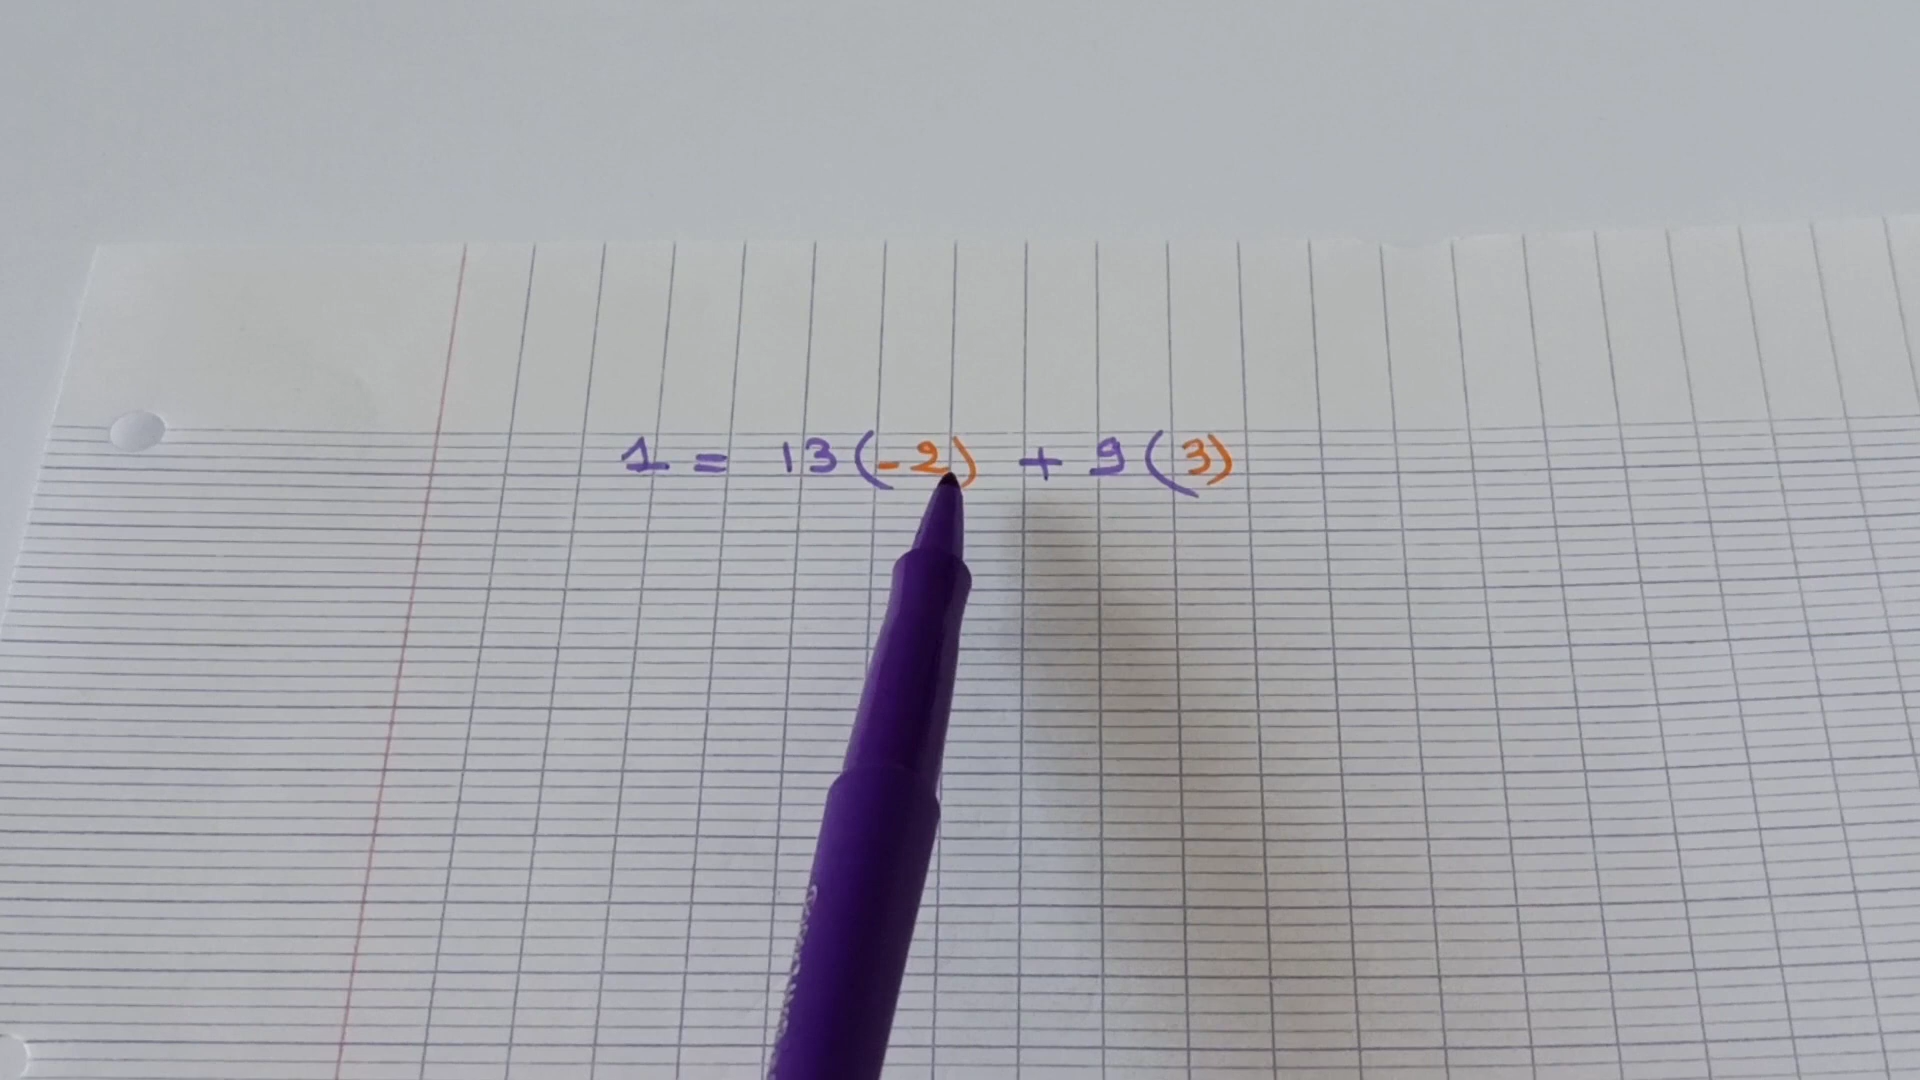 1 = 13(-2) + 9(3)